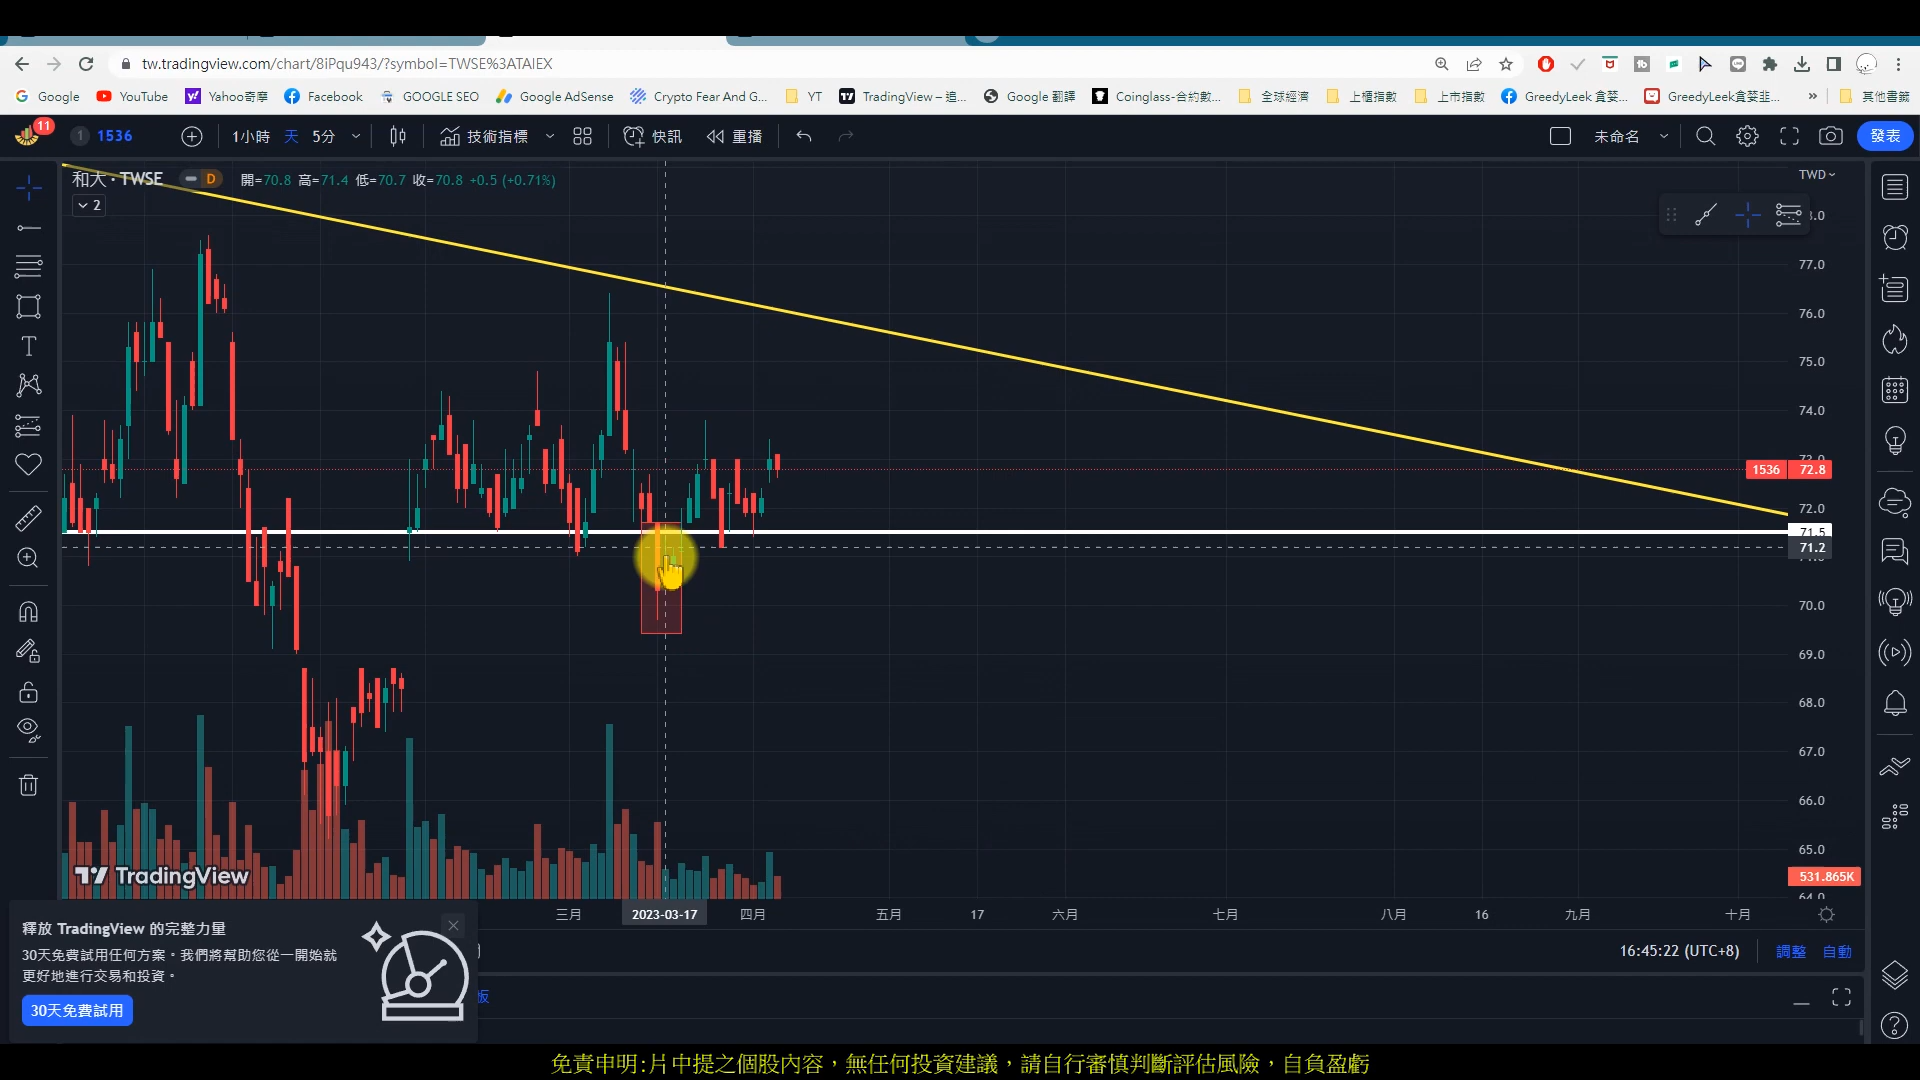 tw.tradingview.com/chart/8iPqu943/?symbol=TWSE%3ATAIEX
Google YouTube Yahoo奇摩 Facebook GOOGLE SEO Google AdSense Crypto Fear And G... YT TradingView – 追... Google 翻譯 Coinglass-合約數... 全球經濟 上櫃指數 上市指數 GreedyLeek 貪婪... GreedyLeek貪婪韭... » 其他書籤
11
1 1536 1小時 天 5分 技術指標 快訊 重播 未命名 發表
和大 · TWSE D 開=70.8 高=71.4 低=70.7 收=70.8 +0.5 (+0.71%)
TWD
2
77.0
76.0
75.0
74.0
1536 72.8
72.0
71.5
71.2
70.0
69.0
68.0
67.0
66.0
65.0
TradingView
531.865K
64.0
三月 2023-03-17 四月 五月 17 六月 七月 八月 16 九月 十月
釋放 TradingView 的完整力量
30天免費試用任何方案。我們將幫助您從一開始就
更好地進行交易和投資。
30天免費試用
16:45:22 (UTC+8) 調整 自動
板
免責申明:片中提之個股內容，無任何投資建議，請自行審慎判斷評估風險，自負盈虧